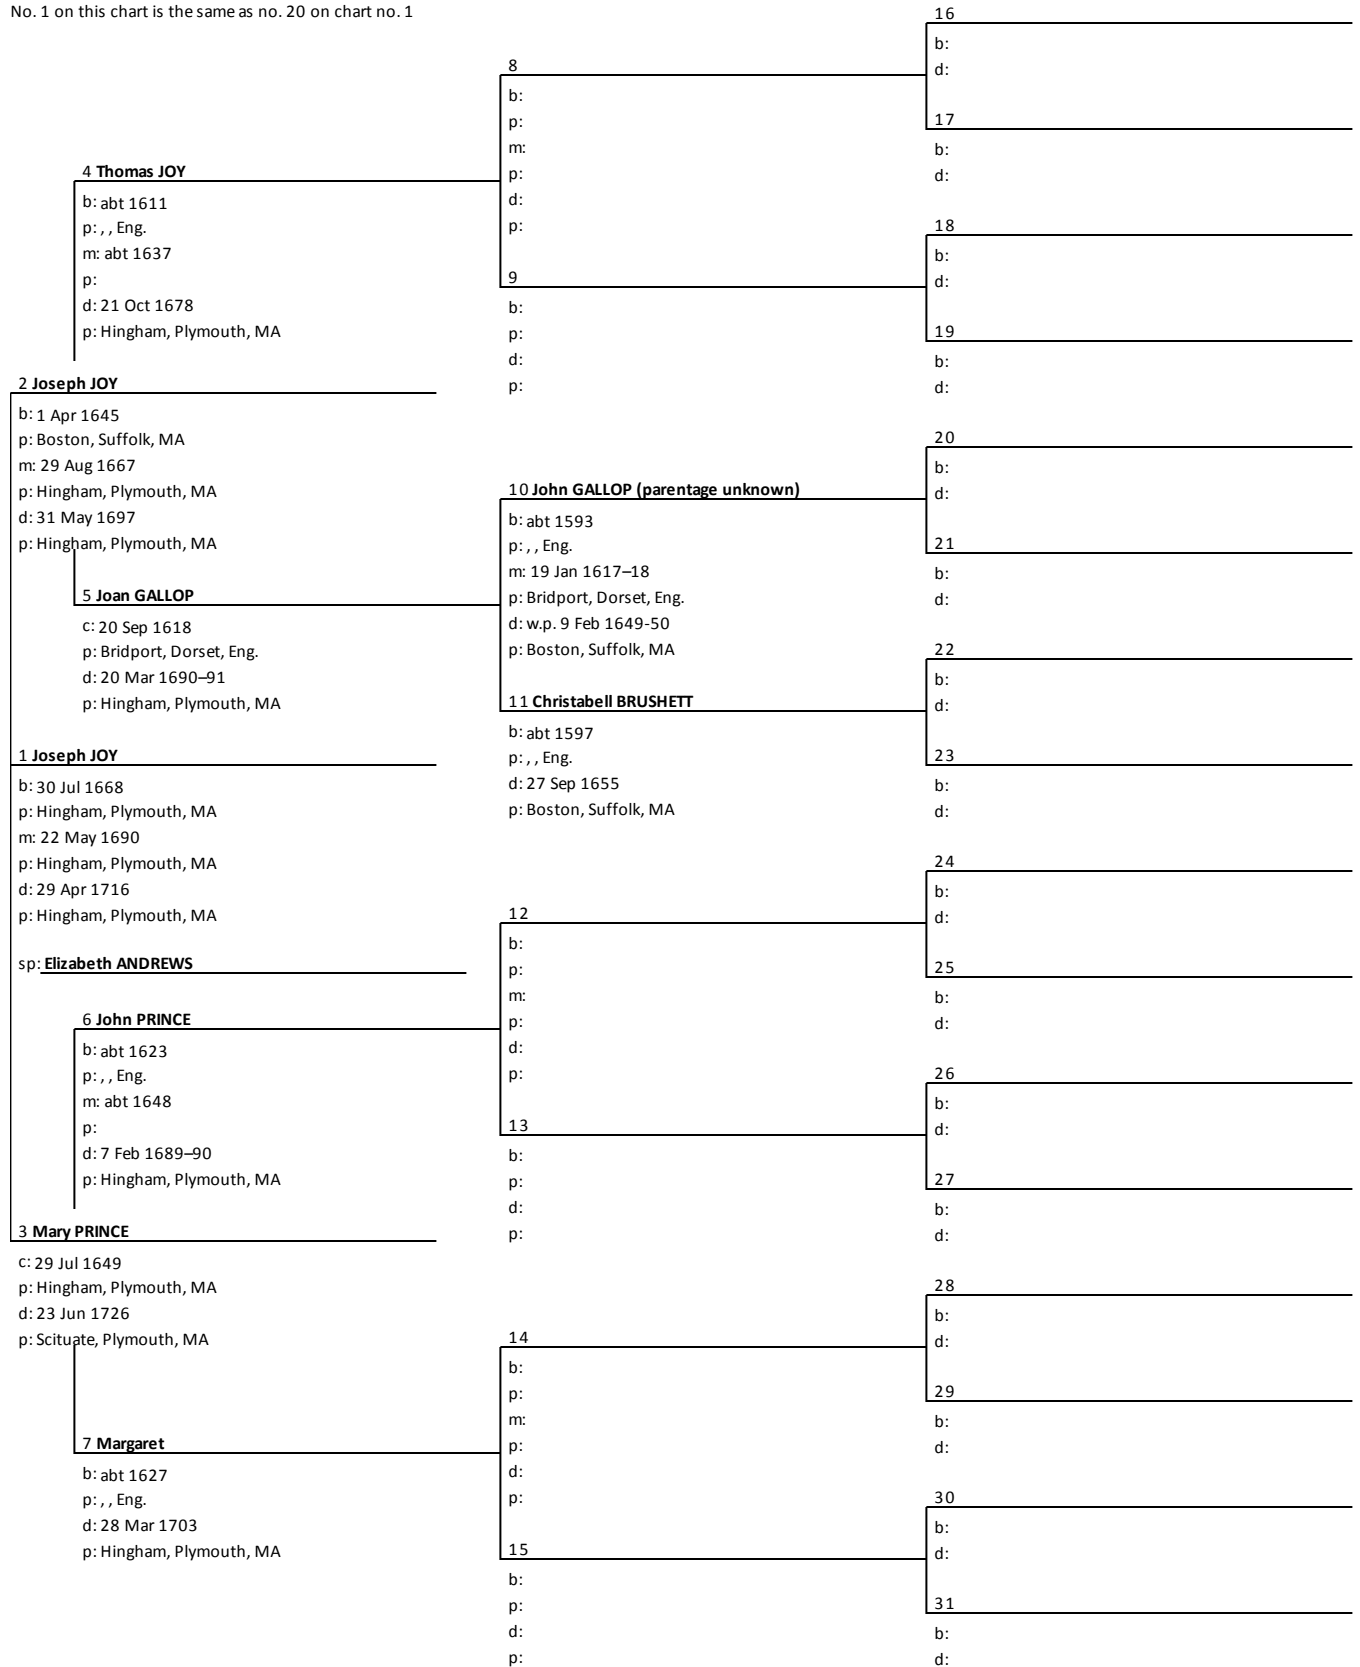 No. 1 on this chart is the same as no. 20 on chart no. 1
2 Joseph JOY
b: 1 Apr 1645
p: Boston, Suffolk, MA
m: 29 Aug 1667
p: Hingham, Plymouth, MA
d: 31 May 1697
p: Hingham, Plymouth, MA
1 Joseph JOY
b: 30 Jul 1668
p: Hingham, Plymouth, MA
m: 22 May 1690
p: Hingham, Plymouth, MA
d: 29 Apr 1716
p: Hingham, Plymouth, MA
sp: Elizabeth ANDREWS
3 Mary PRINCE
c: 29 Jul 1649
p: Hingham, Plymouth, MA
d: 23 Jun 1726
p: Scituate, Plymouth, MA
4 Thomas JOY
b: abt 1611
p: , , Eng.
m: abt 1637
p:
d: 21 Oct 1678
p: Hingham, Plymouth, MA
5 Joan GALLOP
c: 20 Sep 1618
p: Bridport, Dorset, Eng.
d: 20 Mar 1690–91
p: Hingham, Plymouth, MA
6 John PRINCE
b: abt 1623
p: , , Eng.
m: abt 1648
p:
d: 7 Feb 1689–90
p: Hingham, Plymouth, MA
7 Margaret
b: abt 1627
p: , , Eng.
d: 28 Mar 1703
p: Hingham, Plymouth, MA
8
b:
p:
m:
p:
d:
p:
9
b:
p:
d:
p:
10 John GALLOP (parentage unknown)
b: abt 1593
p: , , Eng.
m: 19 Jan 1617–18
p: Bridport, Dorset, Eng.
d: w.p. 9 Feb 1649-50
p: Boston, Suffolk, MA
11 Christabell BRUSHETT
b: abt 1597
p: , , Eng.
d: 27 Sep 1655
p: Boston, Suffolk, MA
12
b:
p:
m:
p:
d:
p:
13
b:
p:
d:
p:
14
b:
p:
m:
p:
d:
p:
15
b:
p:
d:
p:
16
b:
d:
17
b:
d:
18
b:
d:
19
b:
d:
20
b:
d:
21
b:
d:
22
b:
d:
23
b:
d:
24
b:
d:
25
b:
d:
26
b:
d:
27
b:
d:
28
b:
d:
29
b:
d:
30
b:
d:
31
b:
d: